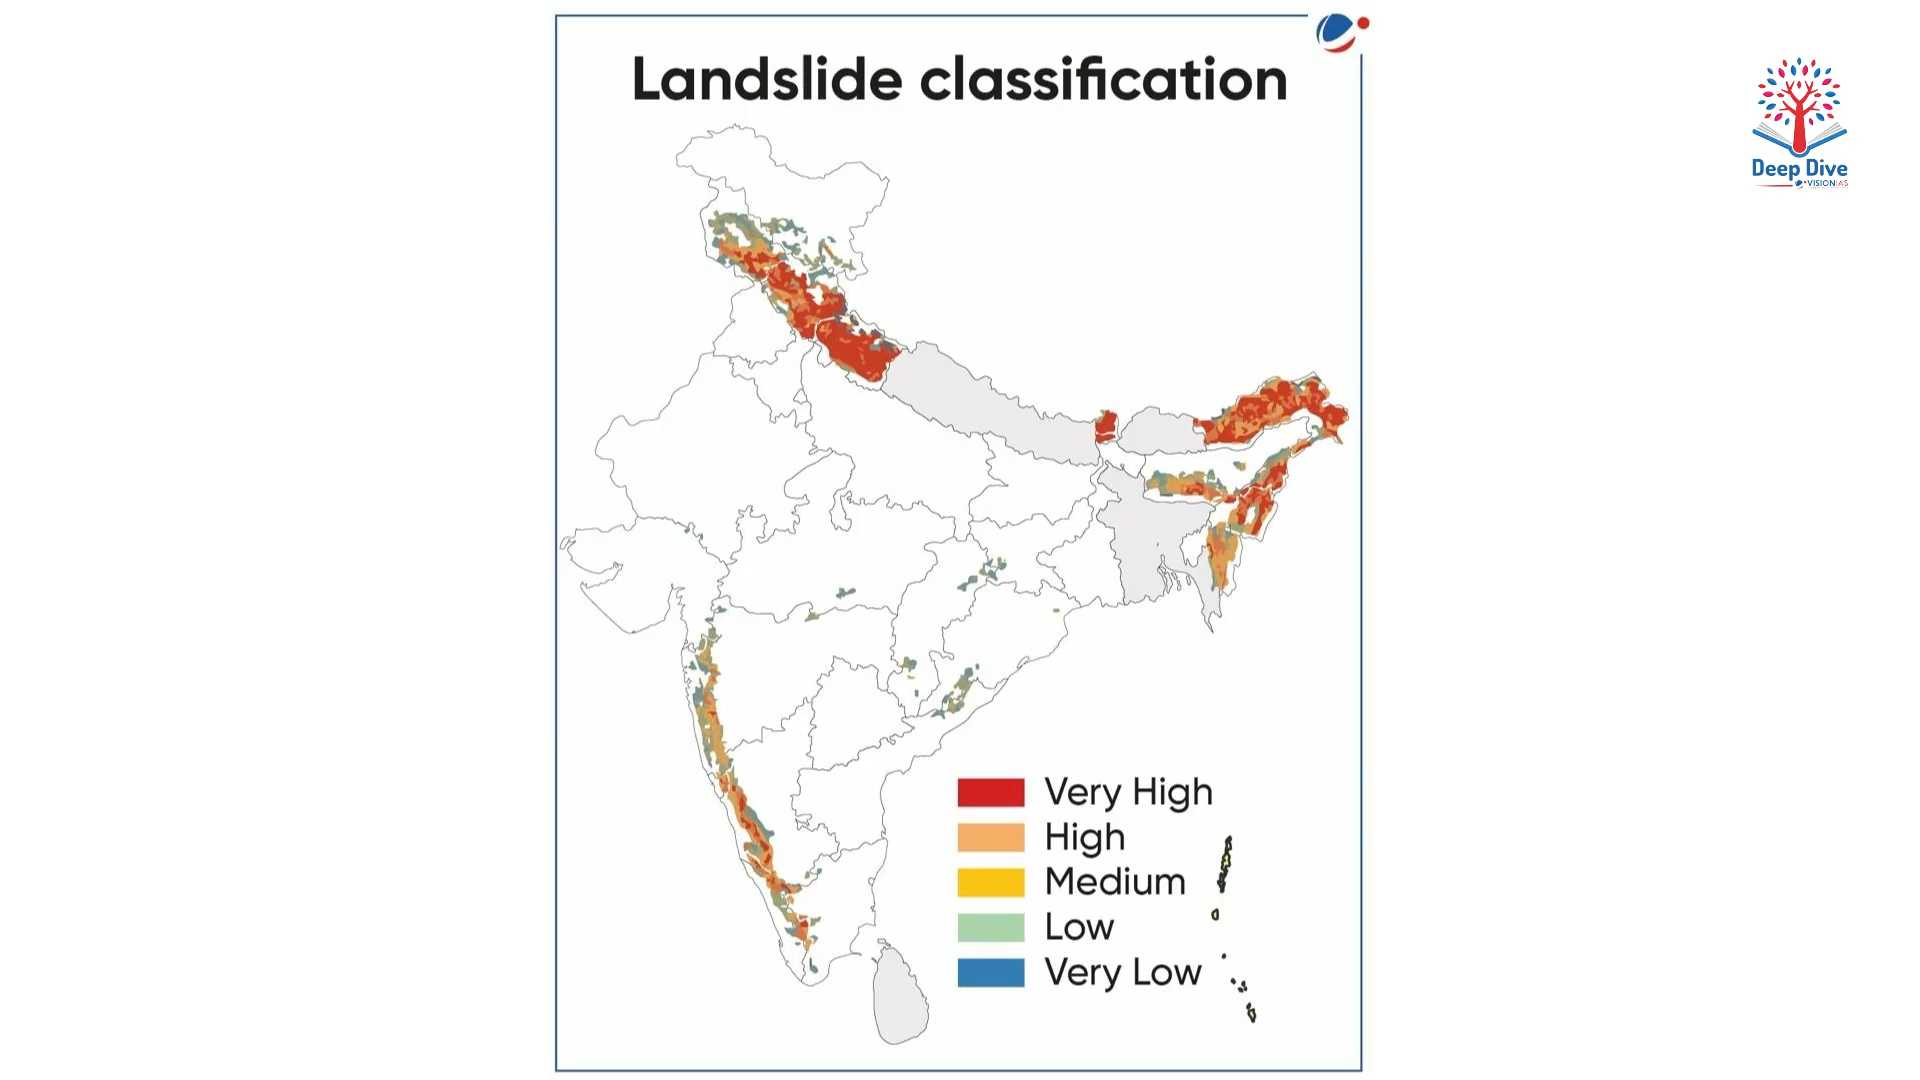 Landslide classification
Deep Dive
VISIONIAS
Very High
High
Medium
Low
Very Low